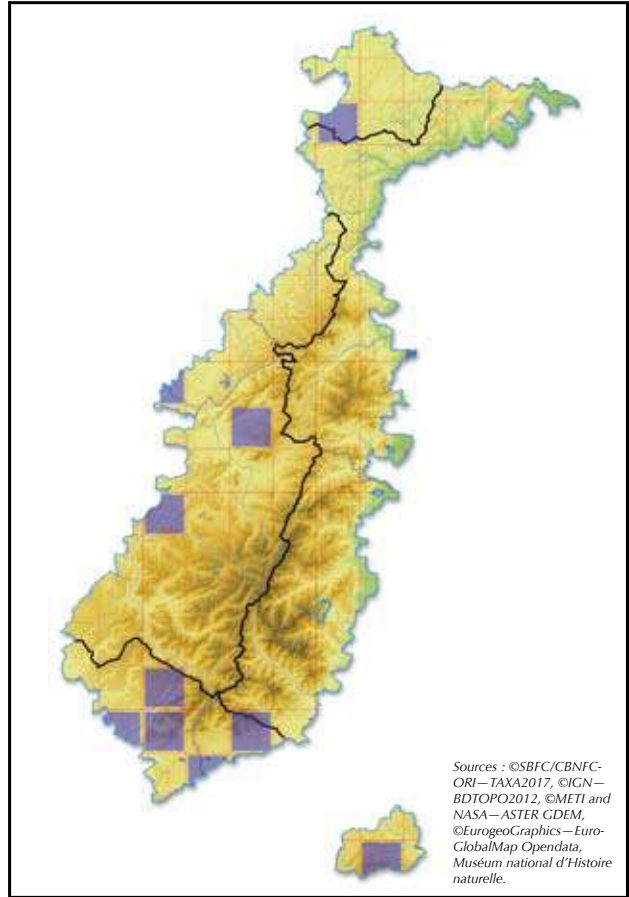 Sources : ©SBFC/CBNFC-
ORI—TAXA2017, ©IGN—
BDTOPO2012, ©METI and
NASA—ASTER GDEM,
©EurogeoGraphics—Euro-
GlobalMap Opendata,
Muséum national d'Histoire
naturelle.